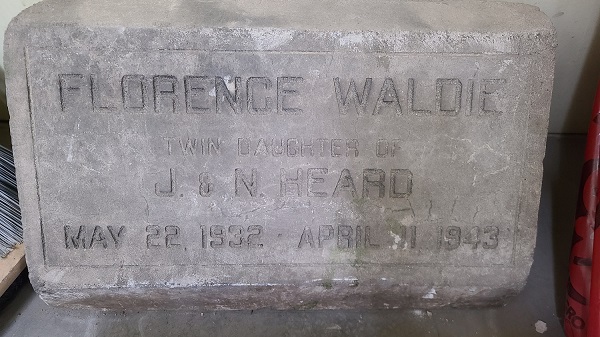 FLORENCE WALDIE
TWIN DAUGHTER OF
J. & N. HEARD
MAY 22, 1932 - APRIL 11 1943